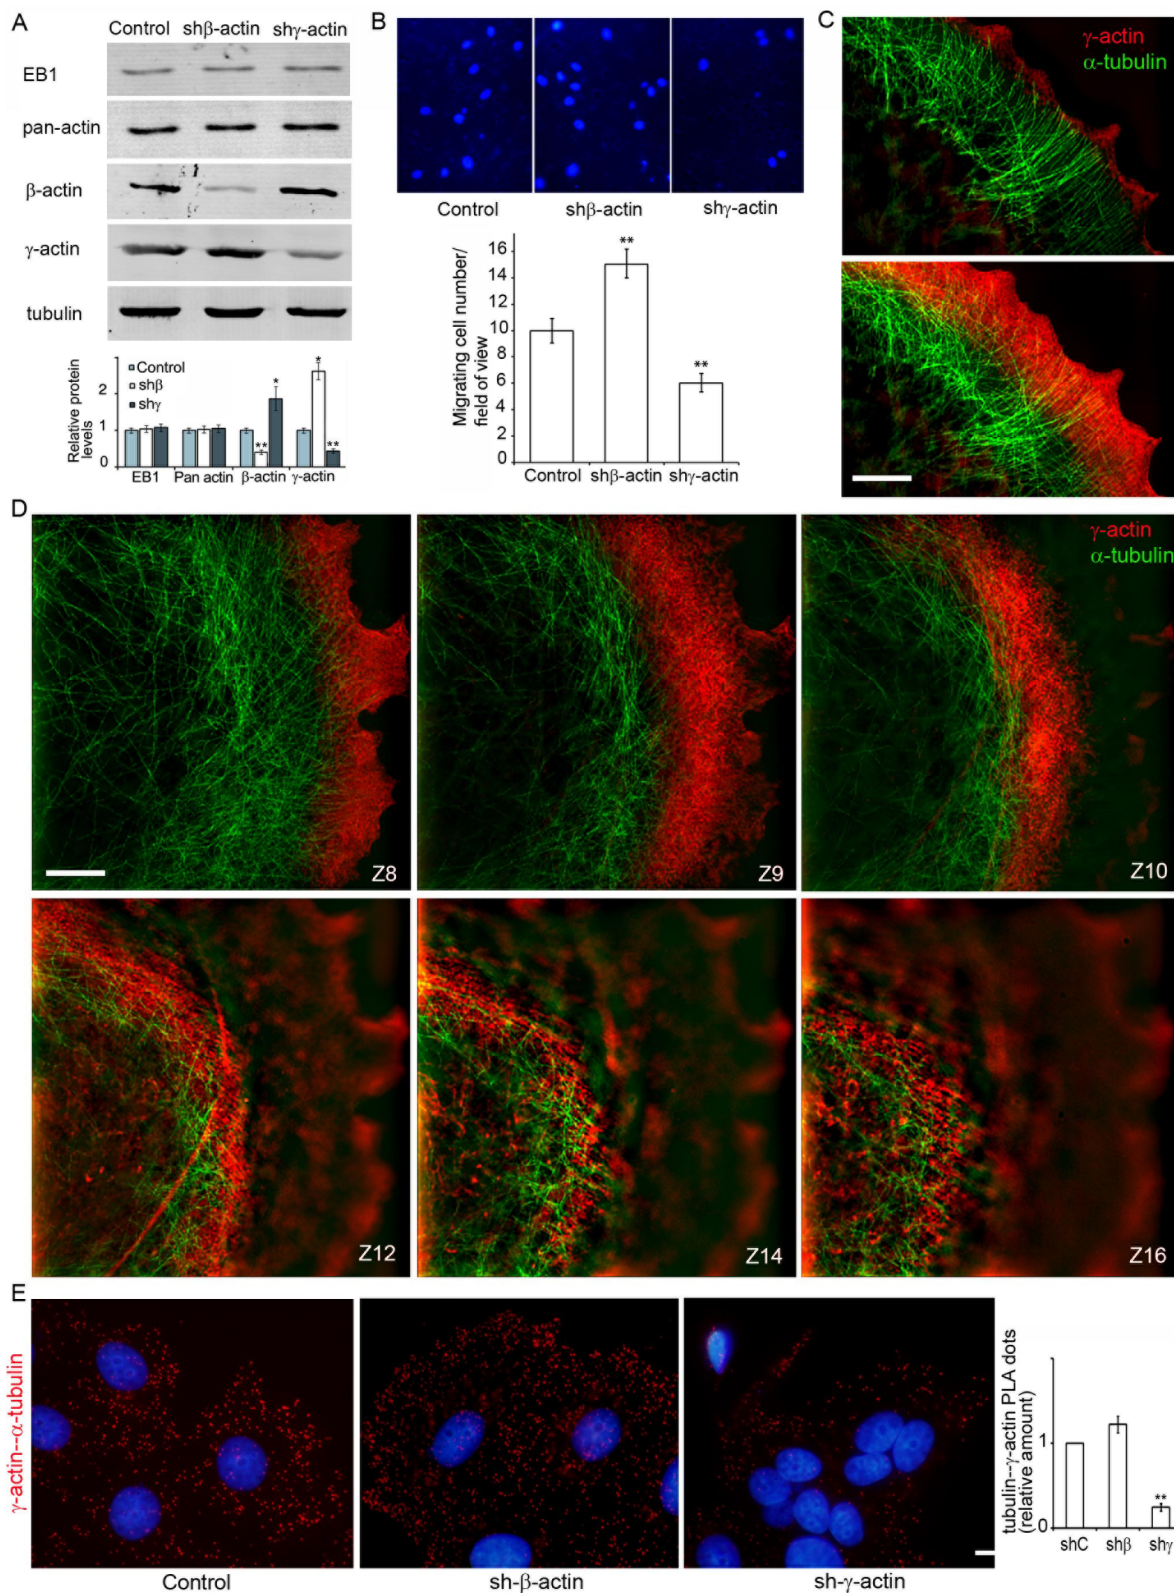 A
Control shβ-actin shγ-actin
EB1
pan-actin
β-actin
γ-actin
tubulin
Relative protein
levels
2
1
0
Control
shβ
shγ
*
*
**
**
EB1 Pan actin β-actin γ-actin
B
Control shβ-actin shγ-actin
Migrating cell number/
field of view
16
14
12
10
8
6
4
2
0
**
**
Control shβ-actin shγ-actin
C
γ-actin
α-tubulin
D
γ-actin
α-tubulin
Z8 Z9 Z10
Z12 Z14 Z16
E
γ-actin--α-tubulin
Control sh-β-actin sh-γ-actin
tubulin--γ-actin PLA dots
(relative amount)
1
0
**
shC shβ shγ